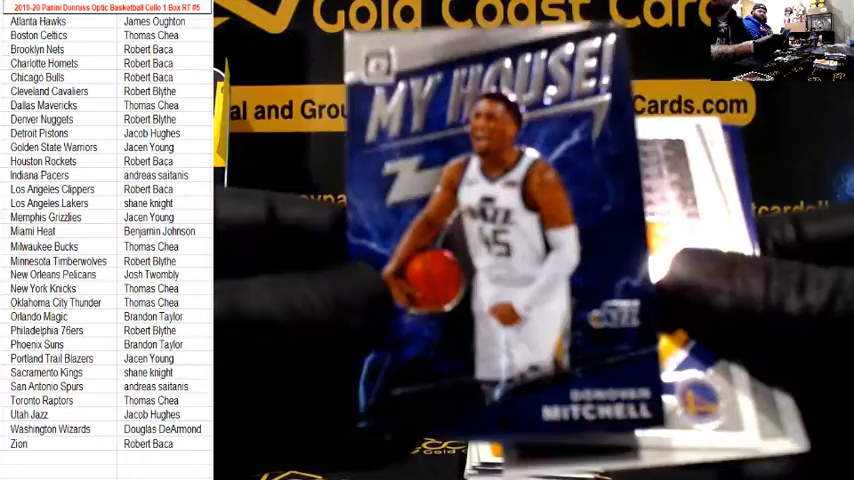 2019-20 Panini Donruss Optic Basketball Cello 1 Box RT #5
Atlanta Hawks James Oughton
Boston Celtics Thomas Chea
Brooklyn Nets Robert Baca
Charlotte Hornets Robert Baca
Chicago Bulls Robert Baca
Cleveland Cavaliers Robert Blythe
Dallas Mavericks Thomas Chea
Denver Nuggets Robert Blythe
Detroit Pistons Jacob Hughes
Golden State Warriors Jacen Young
Houston Rockets Robert Baca
Indiana Pacers andreas saitanis
Los Angeles Clippers Robert Baca
Los Angeles Lakers shane knight
Memphis Grizzlies Jacen Young
Miami Heat Benjamin Johnson
Milwaukee Bucks Thomas Chea
Minnesota Timberwolves Robert Blythe
New Orleans Pelicans Josh Twombly
New York Knicks Thomas Chea
Oklahoma City Thunder Thomas Chea
Orlando Magic Brandon Taylor
Philadelphia 76ers Robert Blythe
Phoenix Suns Brandon Taylor
Portland Trail Blazers Jacen Young
Sacramento Kings shane knight
San Antonio Spurs andreas saitanis
Toronto Raptors Thomas Chea
Utah Jazz Jacob Hughes
Washington Wizards Douglas DeArmond
Zion Robert Baca
Gold Coast Car
al and Grou
Cards.com
MY HOUSE!
JAZZ
45
JAZZ
DONOVAN
MITCHELL
tcards
Gold C